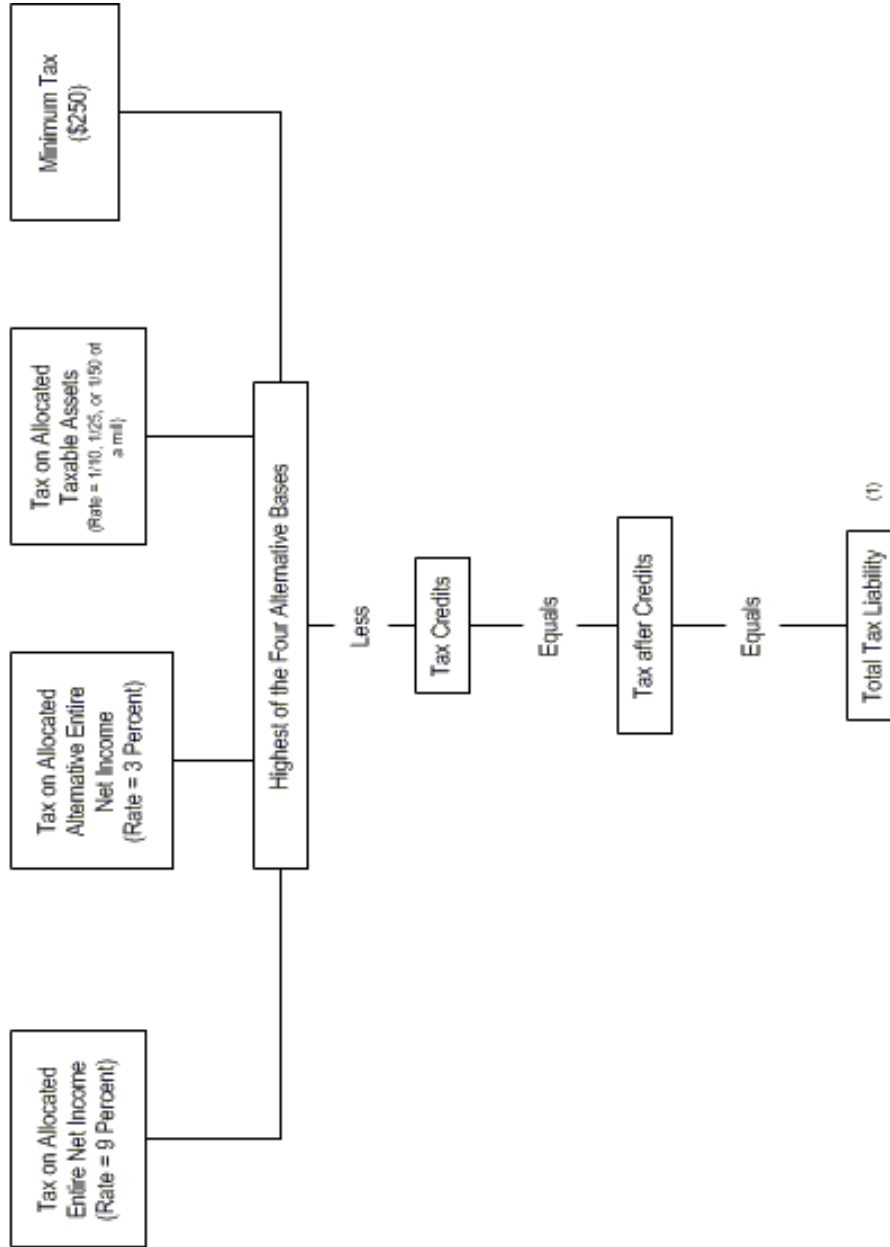 Tax on Allocated
Entire Net Income
(Rate = 9 Percent)
Tax on Allocated
Alternative Entire
Net Income
(Rate = 3 Percent)
Tax on Allocated
Taxable Assets
(Rate = 1/10, 1/25, or 1/50 of
a mill)
Minimum Tax
($250)
Highest of the Four Alternative Bases
Less
Tax Credits
Equals
Tax after Credits
Equals
Total Tax Liability
(1)